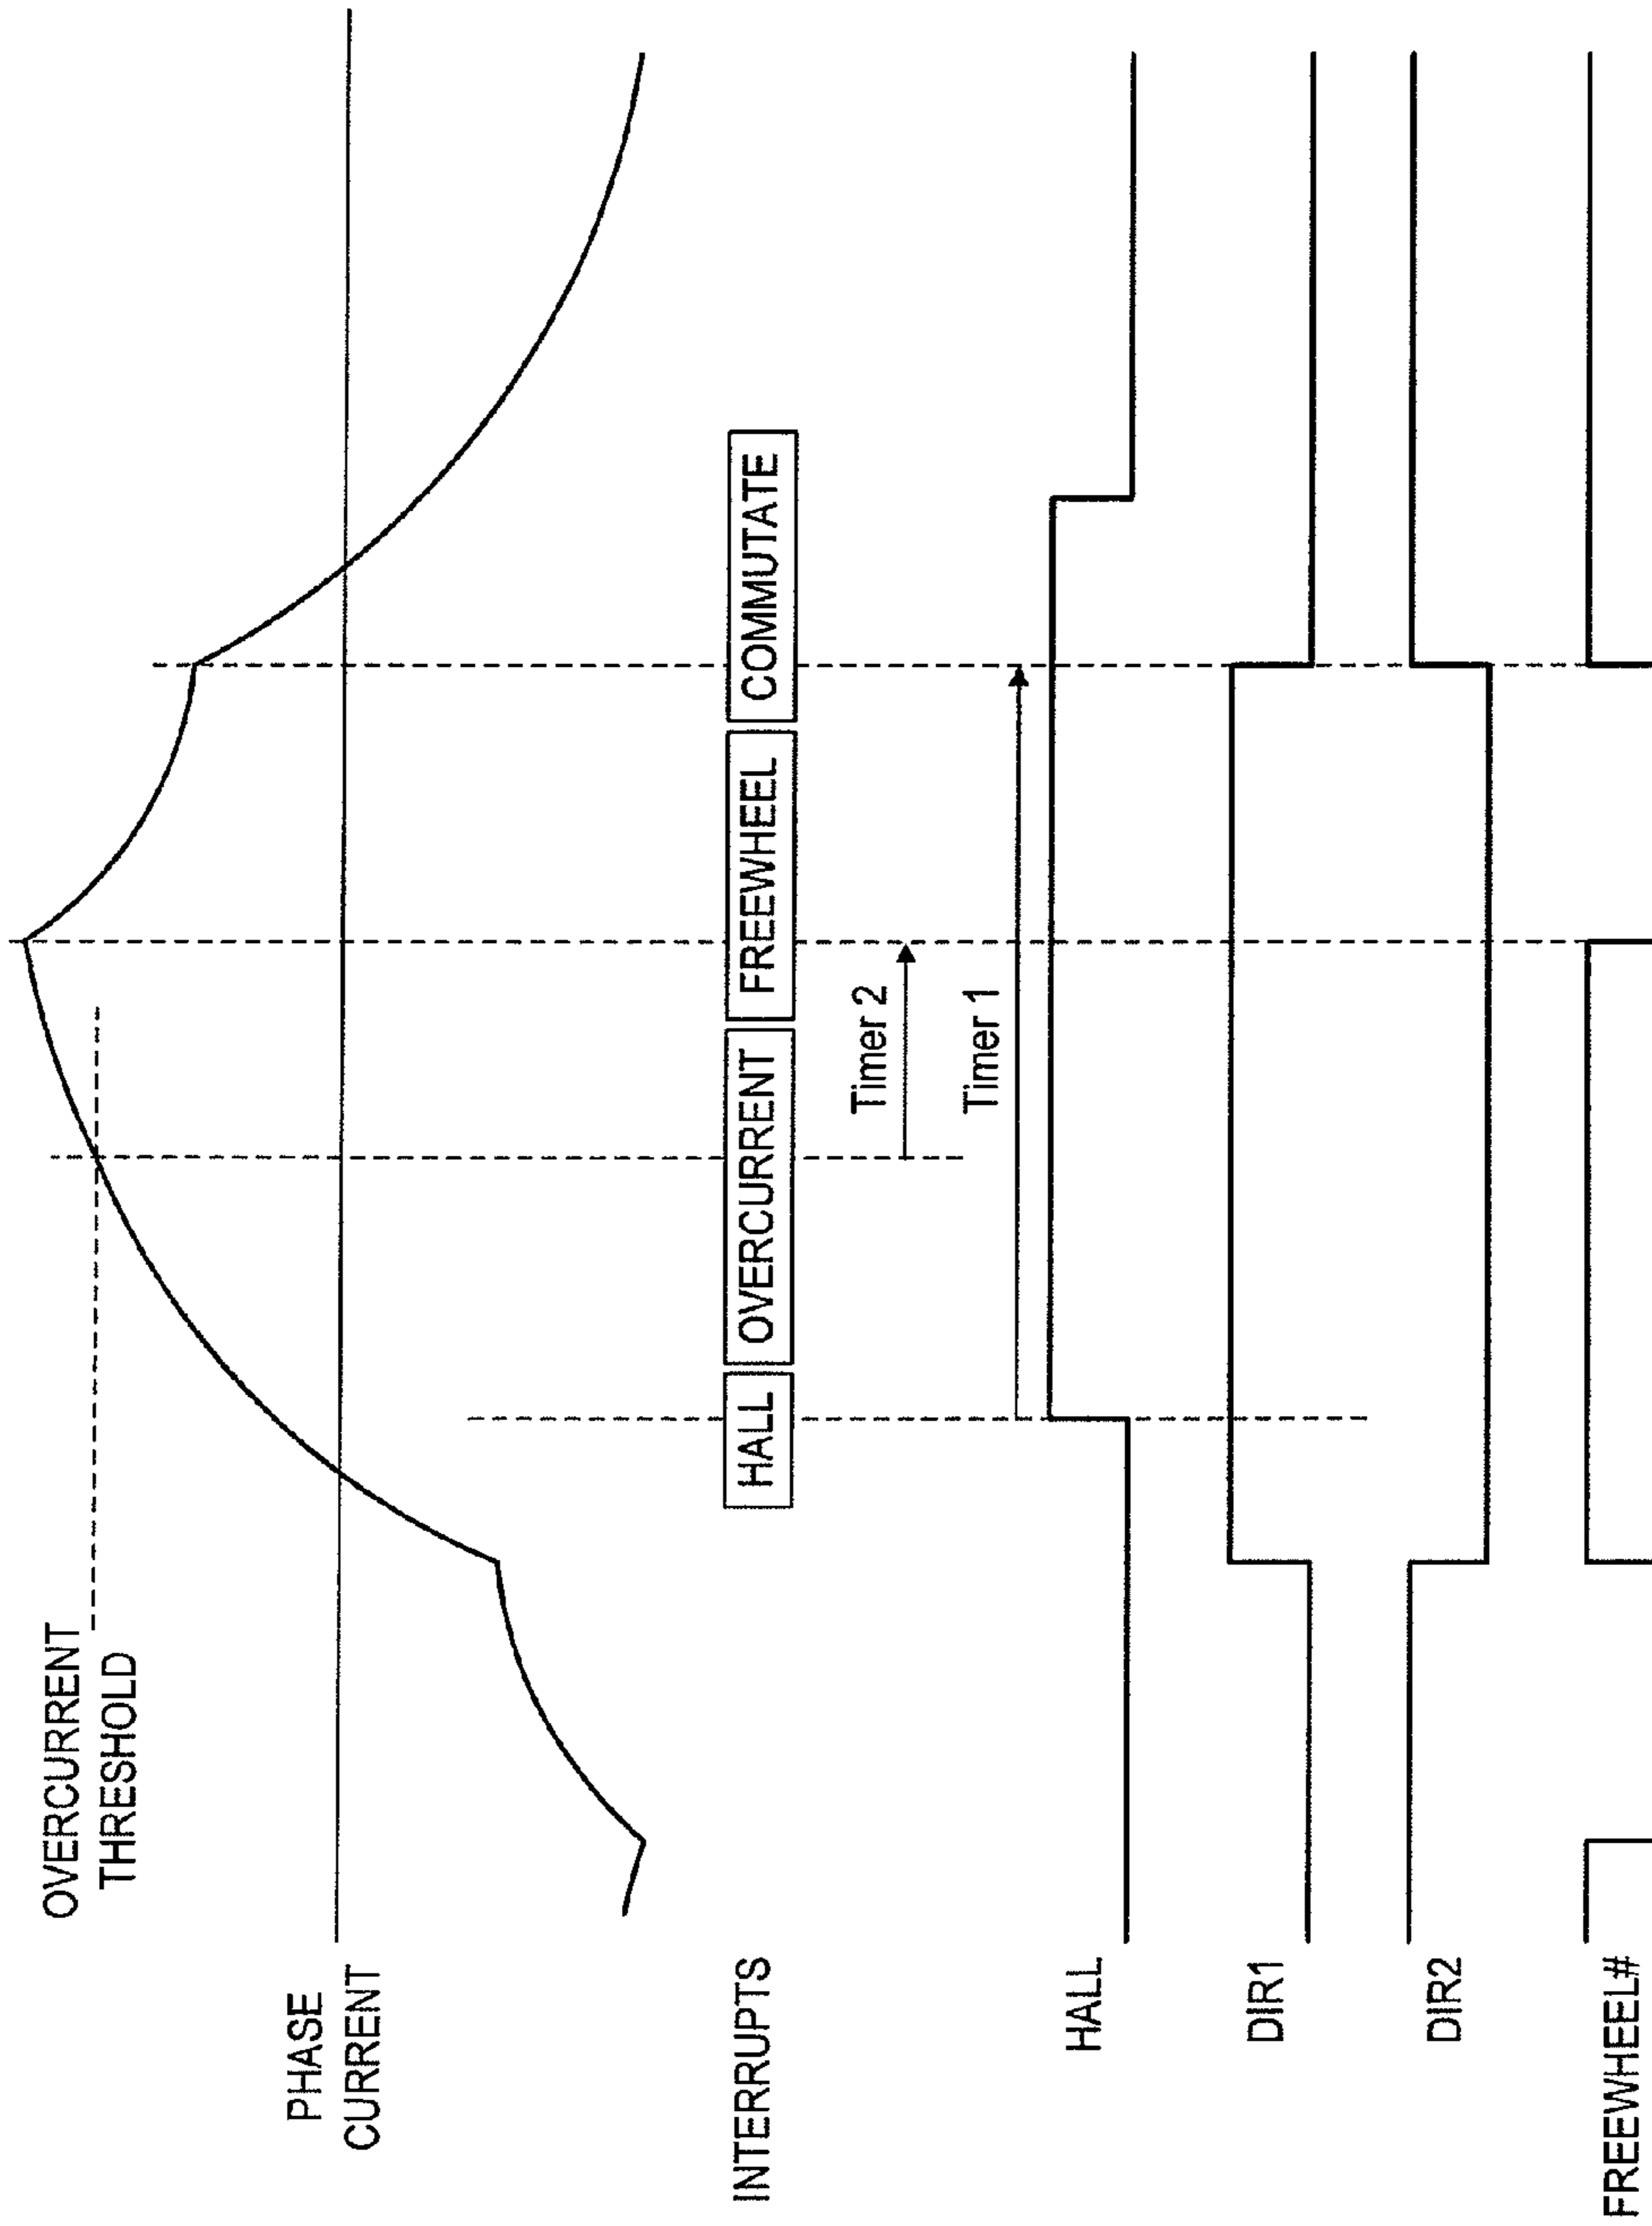 OVERCURRENT
THRESHOLD
PHASE
CURRENT
INTERRUPTS
HALL OVERCURRENT FREEWHEEL COMMUTATE
Timer 2
Timer 1
HALL
DIR1
DIR2
FREEWHEEL#